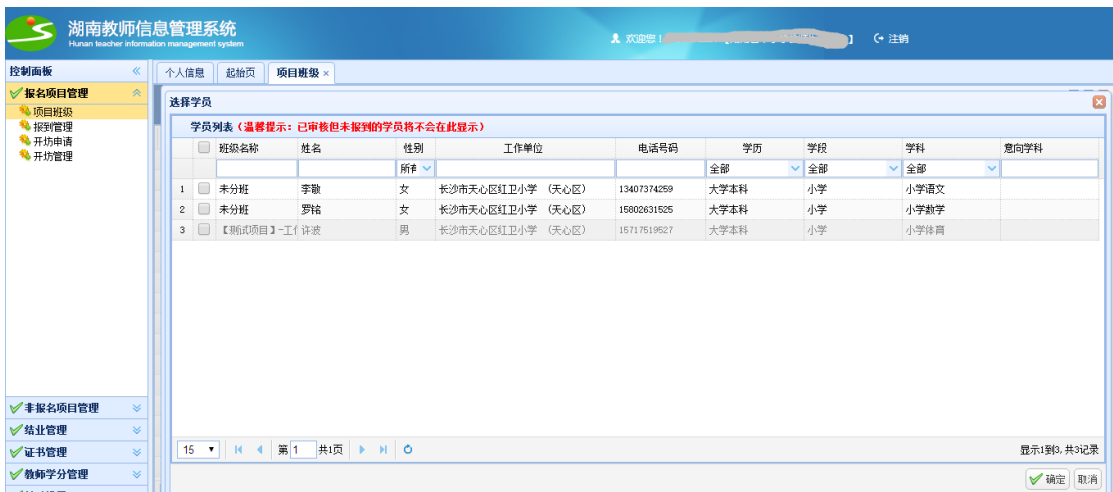 湖南教师信息管理系统
Hunan teacher information management system
欢迎您！
】
注销
控制面板
个人信息 起始页 项目班级 ×
报名项目管理
项目班级
报到管理
开坊申请
开坊管理
选择学员
学员列表（温馨提示：已审核但未报到的学员将不会在此显示）
班级名称 姓名 性别 工作单位 电话号码 学历 学段 学科 意向学科
全部 全部 全部
1 未分班 李敬 女 长沙市天心区红卫小学 （天心区） 13407374259 大学本科 小学 小学语文
2 未分班 罗铭 女 长沙市天心区红卫小学 （天心区） 15802631525 大学本科 小学 小学数学
3 【测试项目】-工 许波 男 长沙市天心区红卫小学 （天心区） 15717519527 大学本科 小学 小学体育
非报名项目管理
结业管理
证书管理
教师学分管理
15 第 1 共1页 显示1到3,共3记录
确定 取消